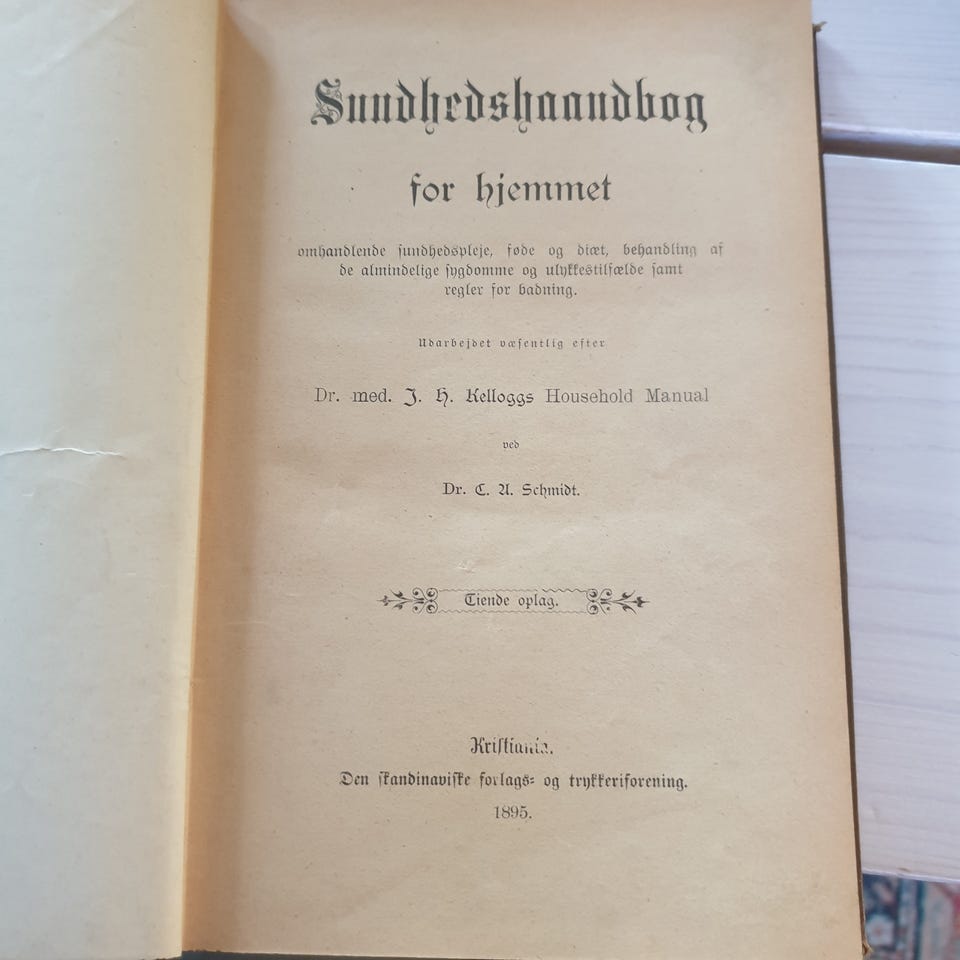 Sundhedshaandbog
for hjemmet
omhandlende sundhedspleje, føde og diæt, behandling af
de almindelige sygdomme og ulykkestilfælde samt
regler for badning.
Udarbejdet væsentlig efter
Dr. med. J. H. Kelloggs Household Manual
ved
Dr. C. A. Schmidt.
Tiende oplag.
Kristiania.
Den skandinaviske forlags- og trykkeriforening.
1895.